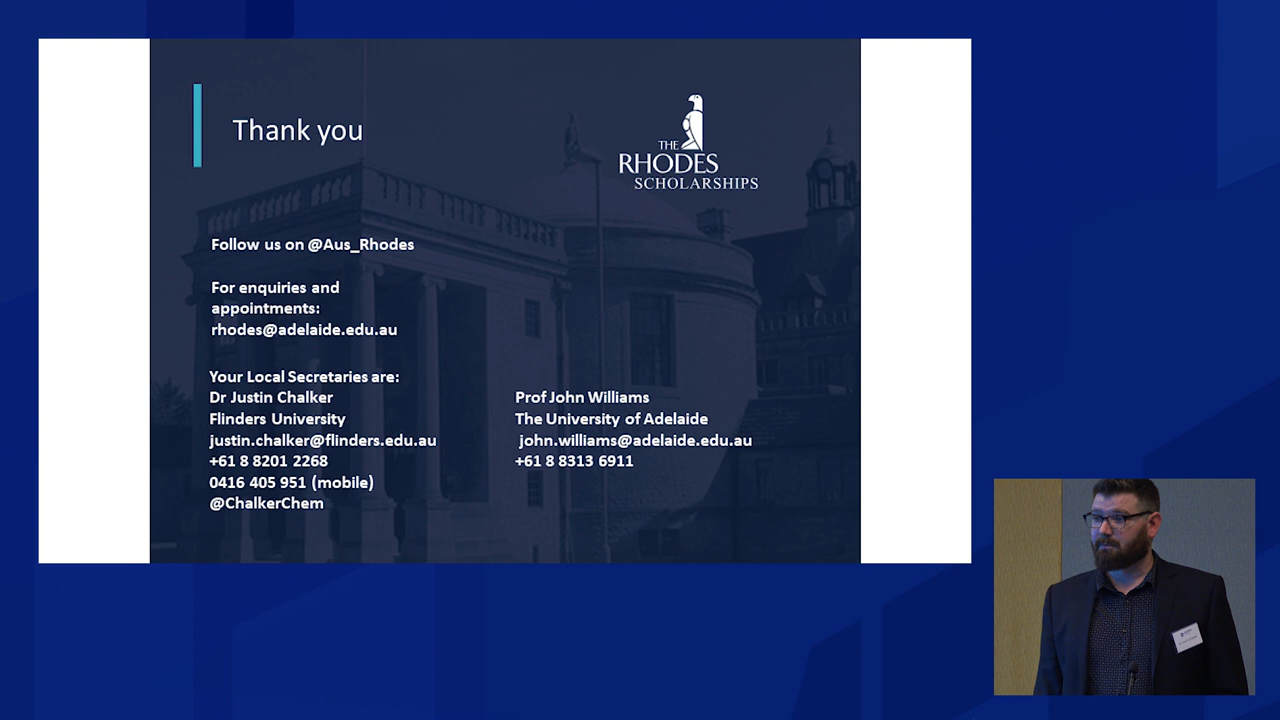 Thank you
THE
RHODES
SCHOLARSHIPS
Follow us on @Aus_Rhodes
For enquiries and
appointments:
rhodes@adelaide.edu.au
Your Local Secretaries are:
Dr Justin Chalker
Flinders University
justin.chalker@flinders.edu.au
+61 8 8201 2268
0416 405 951 (mobile)
@ChalkerChem
Prof John Williams
The University of Adelaide
john.williams@adelaide.edu.au
+61 8 8313 6911